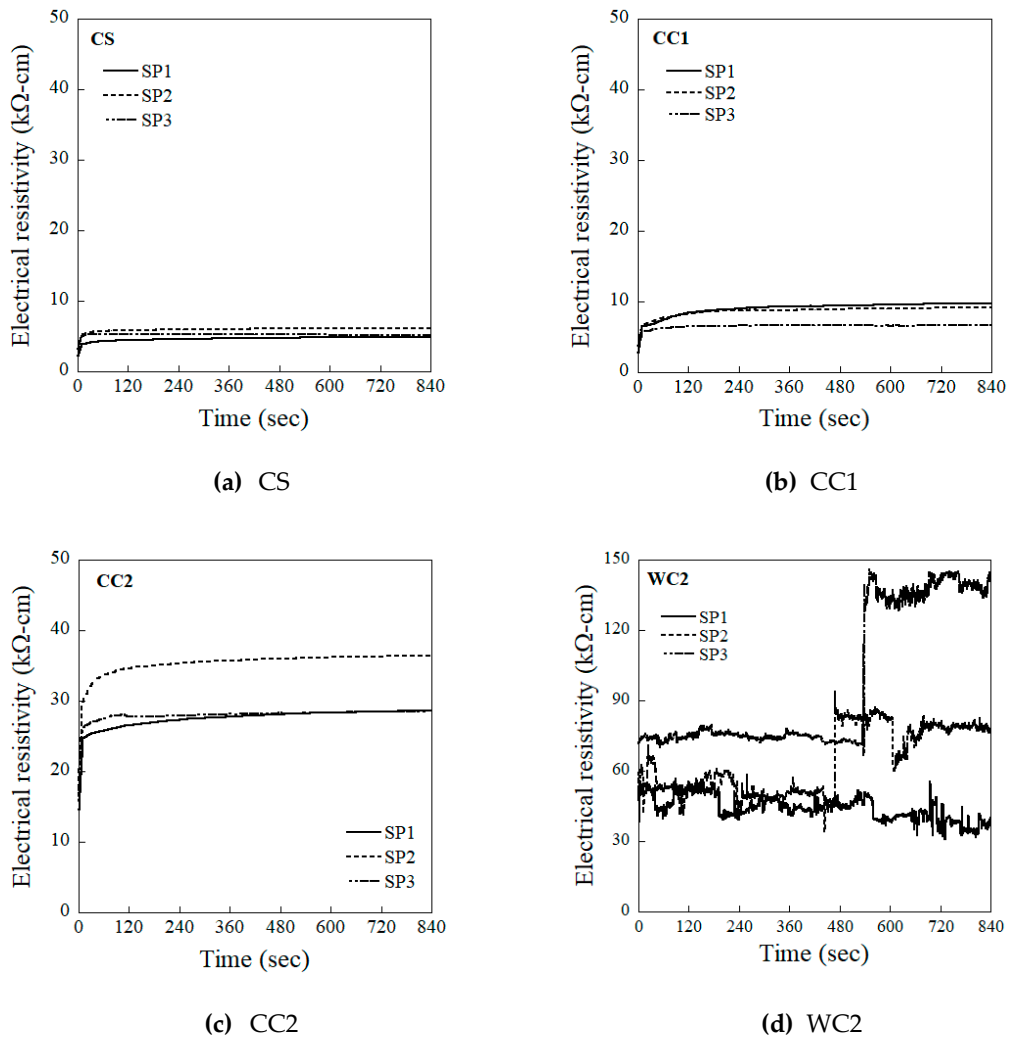 50
40
30
20
10
0
Electrical resistivity (kΩ-cm)
CS
SP1
SP2
SP3
0 120 240 360 480 600 720 840
Time (sec)
(a) CS
50
40
30
20
10
0
Electrical resistivity (kΩ-cm)
CC1
SP1
SP2
SP3
0 120 240 360 480 600 720 840
Time (sec)
(b) CC1
50
40
30
20
10
0
Electrical resistivity (kΩ-cm)
CC2
SP1
SP2
SP3
0 120 240 360 480 600 720 840
Time (sec)
(c) CC2
150
120
90
60
30
0
Electrical resistivity (kΩ-cm)
WC2
SP1
SP2
SP3
0 120 240 360 480 600 720 840
Time (sec)
(d) WC2